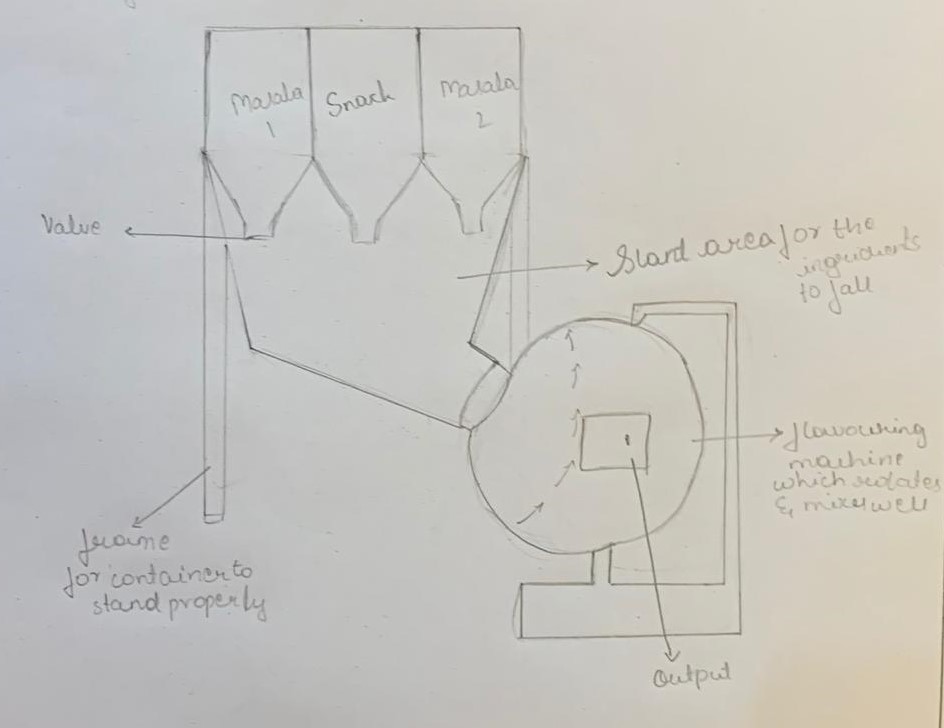 Masala
1
Snack
Masala
2
Valve
Slant area for the
ingredients
to fall
flavouring
machine
which rotates
& mixes well
frame
for container to
stand properly
output